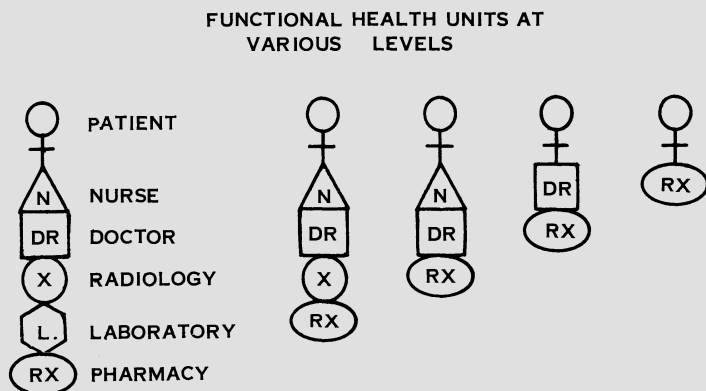 FUNCTIONAL HEALTH UNITS AT
VARIOUS LEVELS
PATIENT
N NURSE N N
DR DOCTOR DR DR DR RX
X RADIOLOGY X RX RX
L. LABORATORY RX
RX PHARMACY